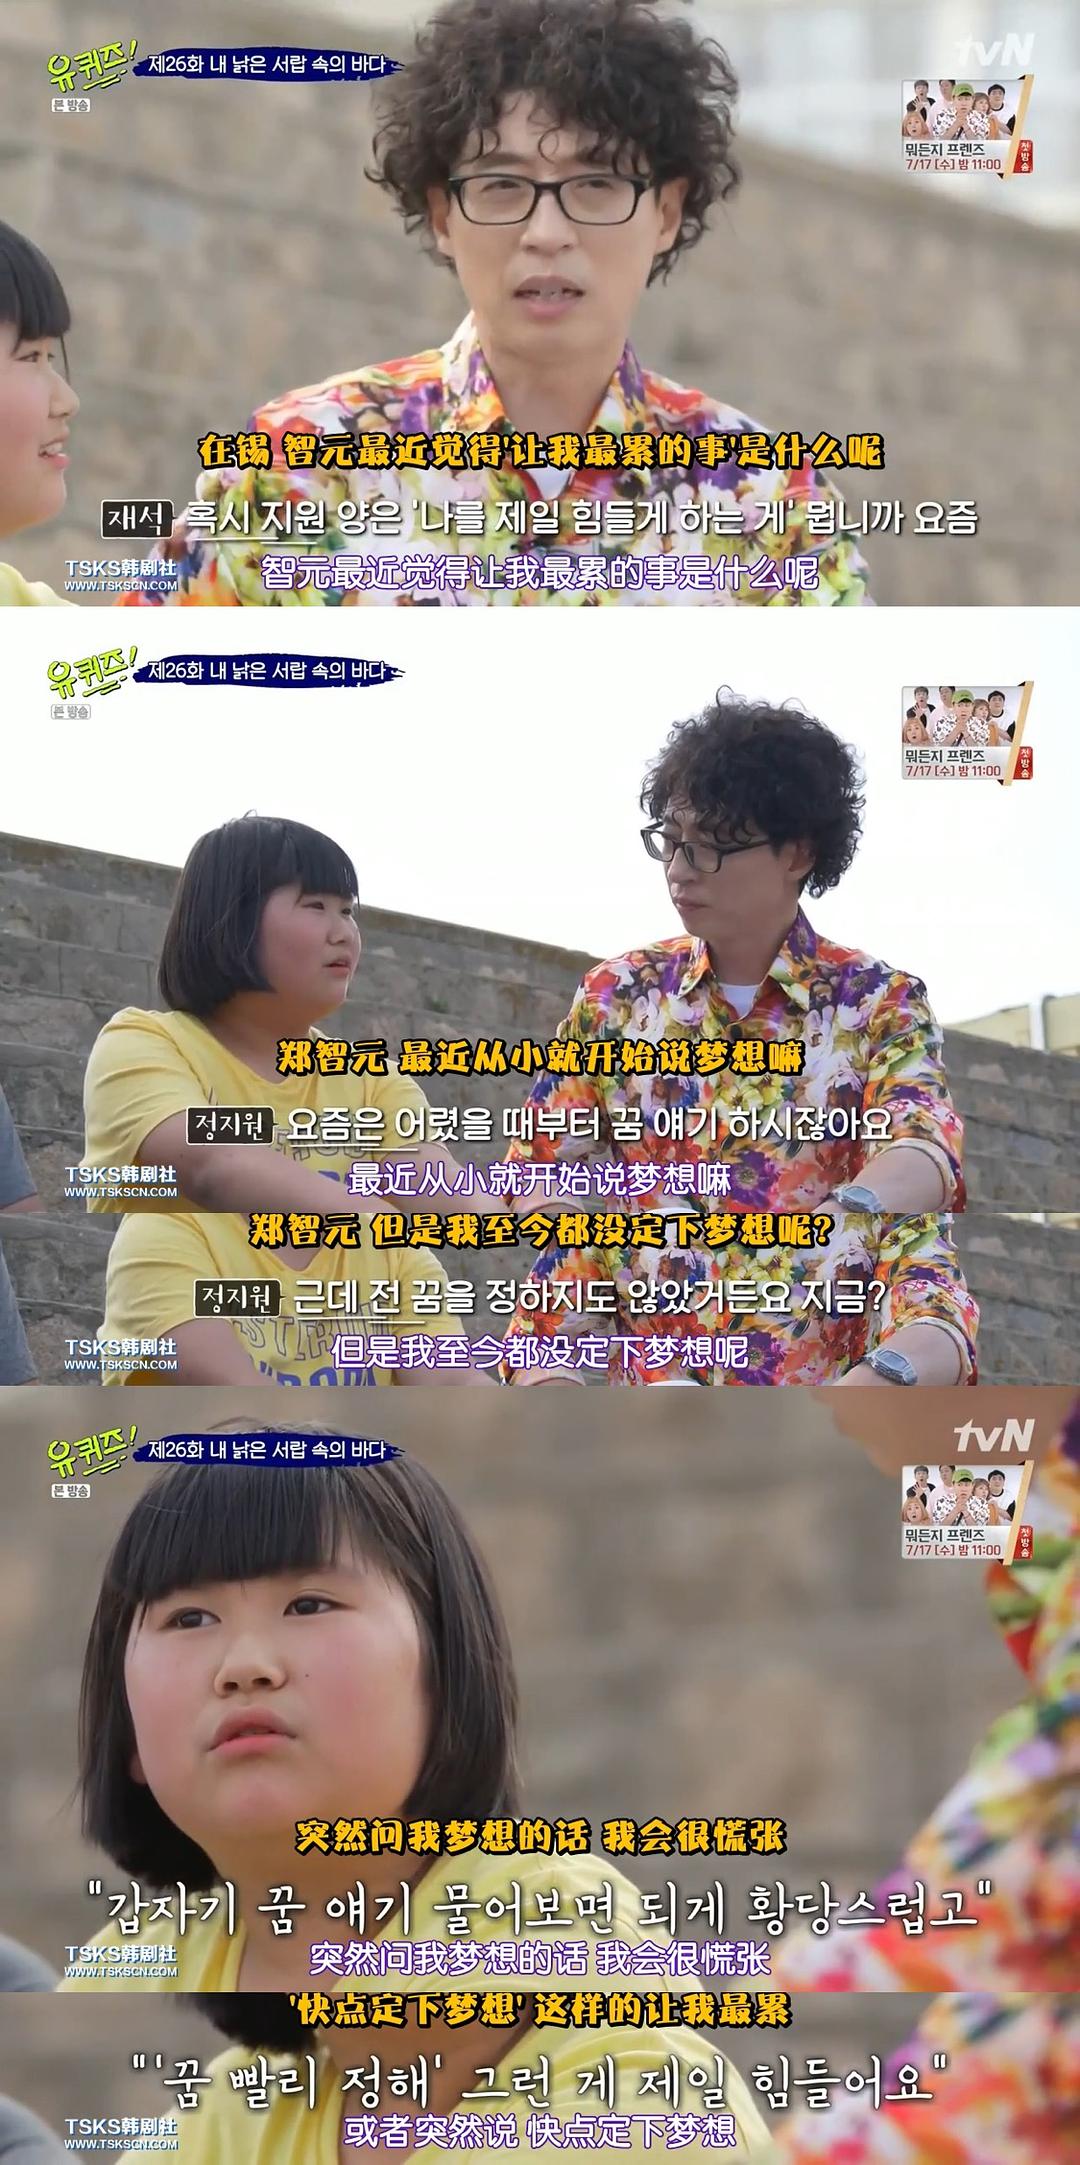 유퀴즈!
제26화 내 낡은 서랍 속의 바다
본 방송
tvN
뭐든지 프렌즈
7/17 [수] 밤 11:00
첫방송
在锡 智元最近觉得'让我最累的事'是什么呢
재석 혹시 지원 양은 '나를 제일 힘들게 하는 게' 뭡니까 요즘
TSKS韩剧社
WWW.TSKSCN.COM
智元最近觉得让我最累的事是什么呢
유퀴즈!
제26화 내 낡은 서랍 속의 바다
본 방송
뭐든지 프렌즈
7/17 [수] 밤 11:00
첫방송
郑智元 最近从小就开始说梦想嘛
정지원 요즘은 어렸을 때부터 꿈 얘기 하시잖아요
TSKS韩剧社
WWW.TSKSCN.COM
最近从小就开始说梦想嘛
郑智元 但是我至今都没定下梦想呢?
정지원 근데 전 꿈을 정하지도 않았거든요 지금?
TSKS韩剧社
WWW.TSKSCN.COM
但是我至今都没定下梦想呢
유퀴즈!
제26화 내 낡은 서랍 속의 바다
본 방송
tvN
뭐든지 프렌즈
7/17 [수] 밤 11:00
첫방송
突然问我梦想的话 我会很慌张
"갑자기 꿈 얘기 물어보면 되게 황당스럽고"
TSKS韩剧社
WWW.TSKSCN.COM
突然问我梦想的话 我会很慌张
'快点定下梦想' 这样的让我最累
"'꿈 빨리 정해' 그런 게 제일 힘들어요"
TSKS韩剧社
WWW.TSKSCN.COM
或者突然说 快点定下梦想